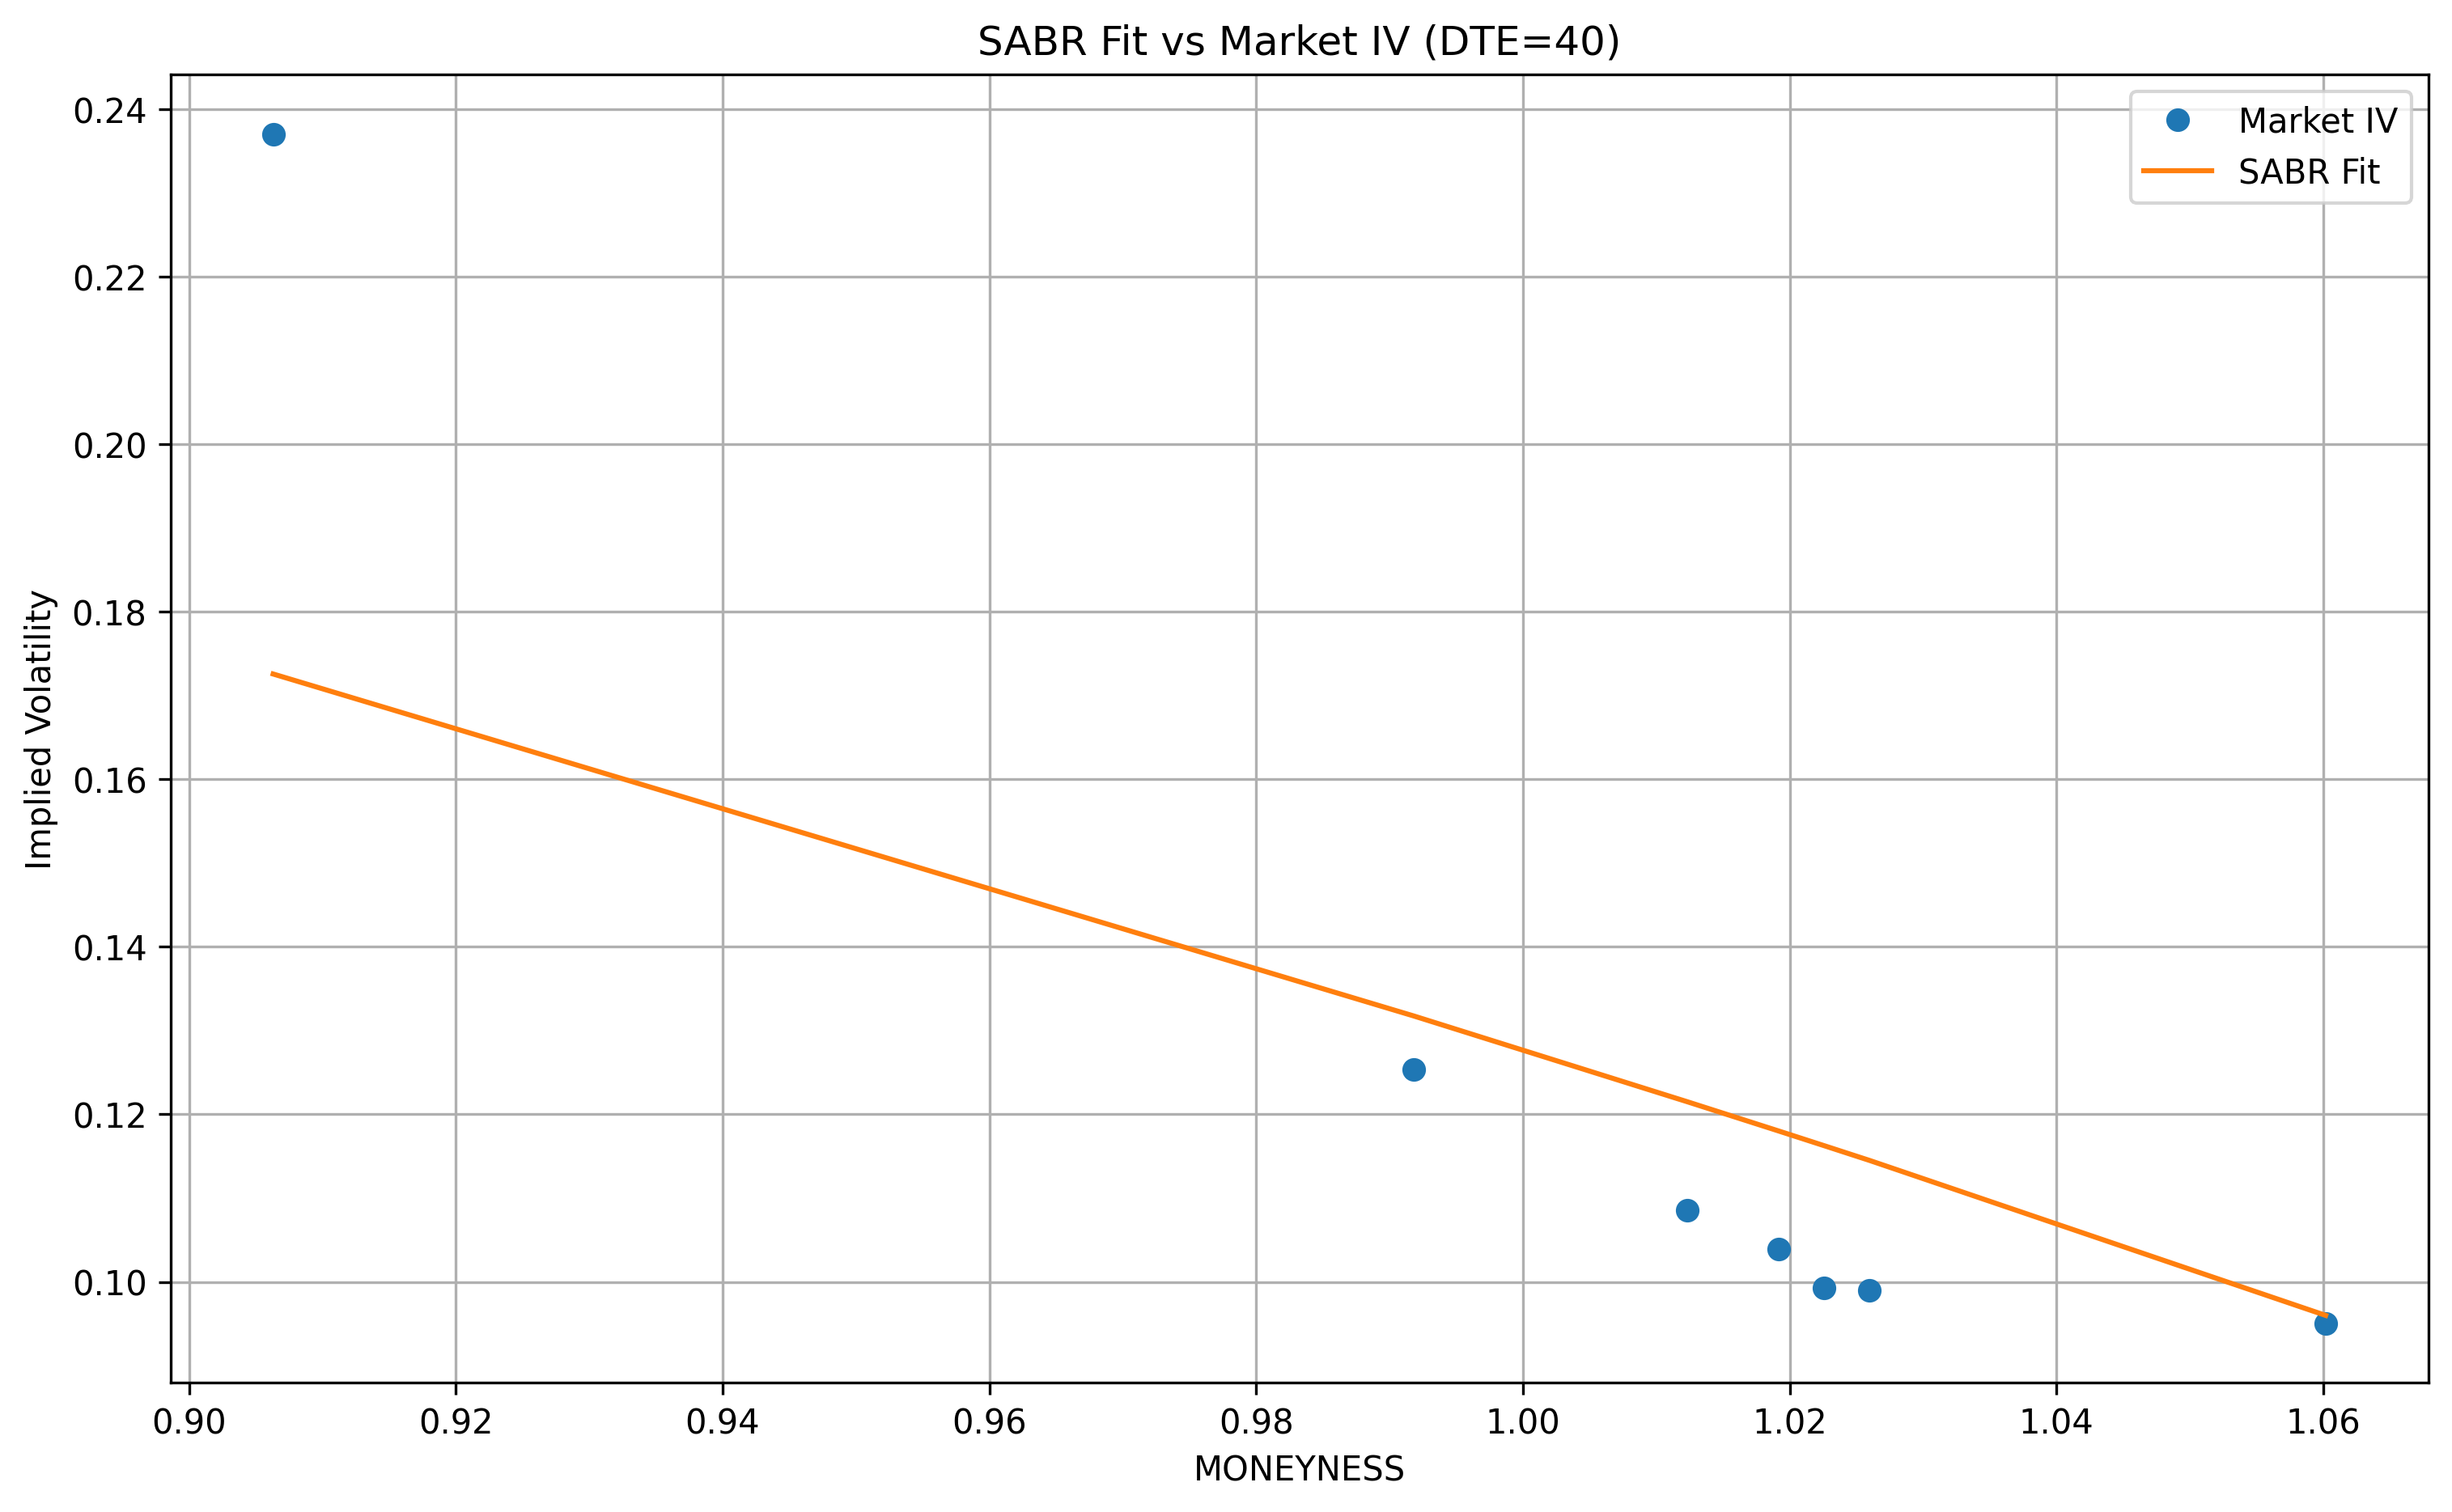 SABR Fit vs Market IV (DTE=40)
Market IV
SABR Fit
Implied Volatility
0.24
0.22
0.20
0.18
0.16
0.14
0.12
0.10
0.90 0.92 0.94 0.96 0.98 1.00 1.02 1.04 1.06
MONEYNESS